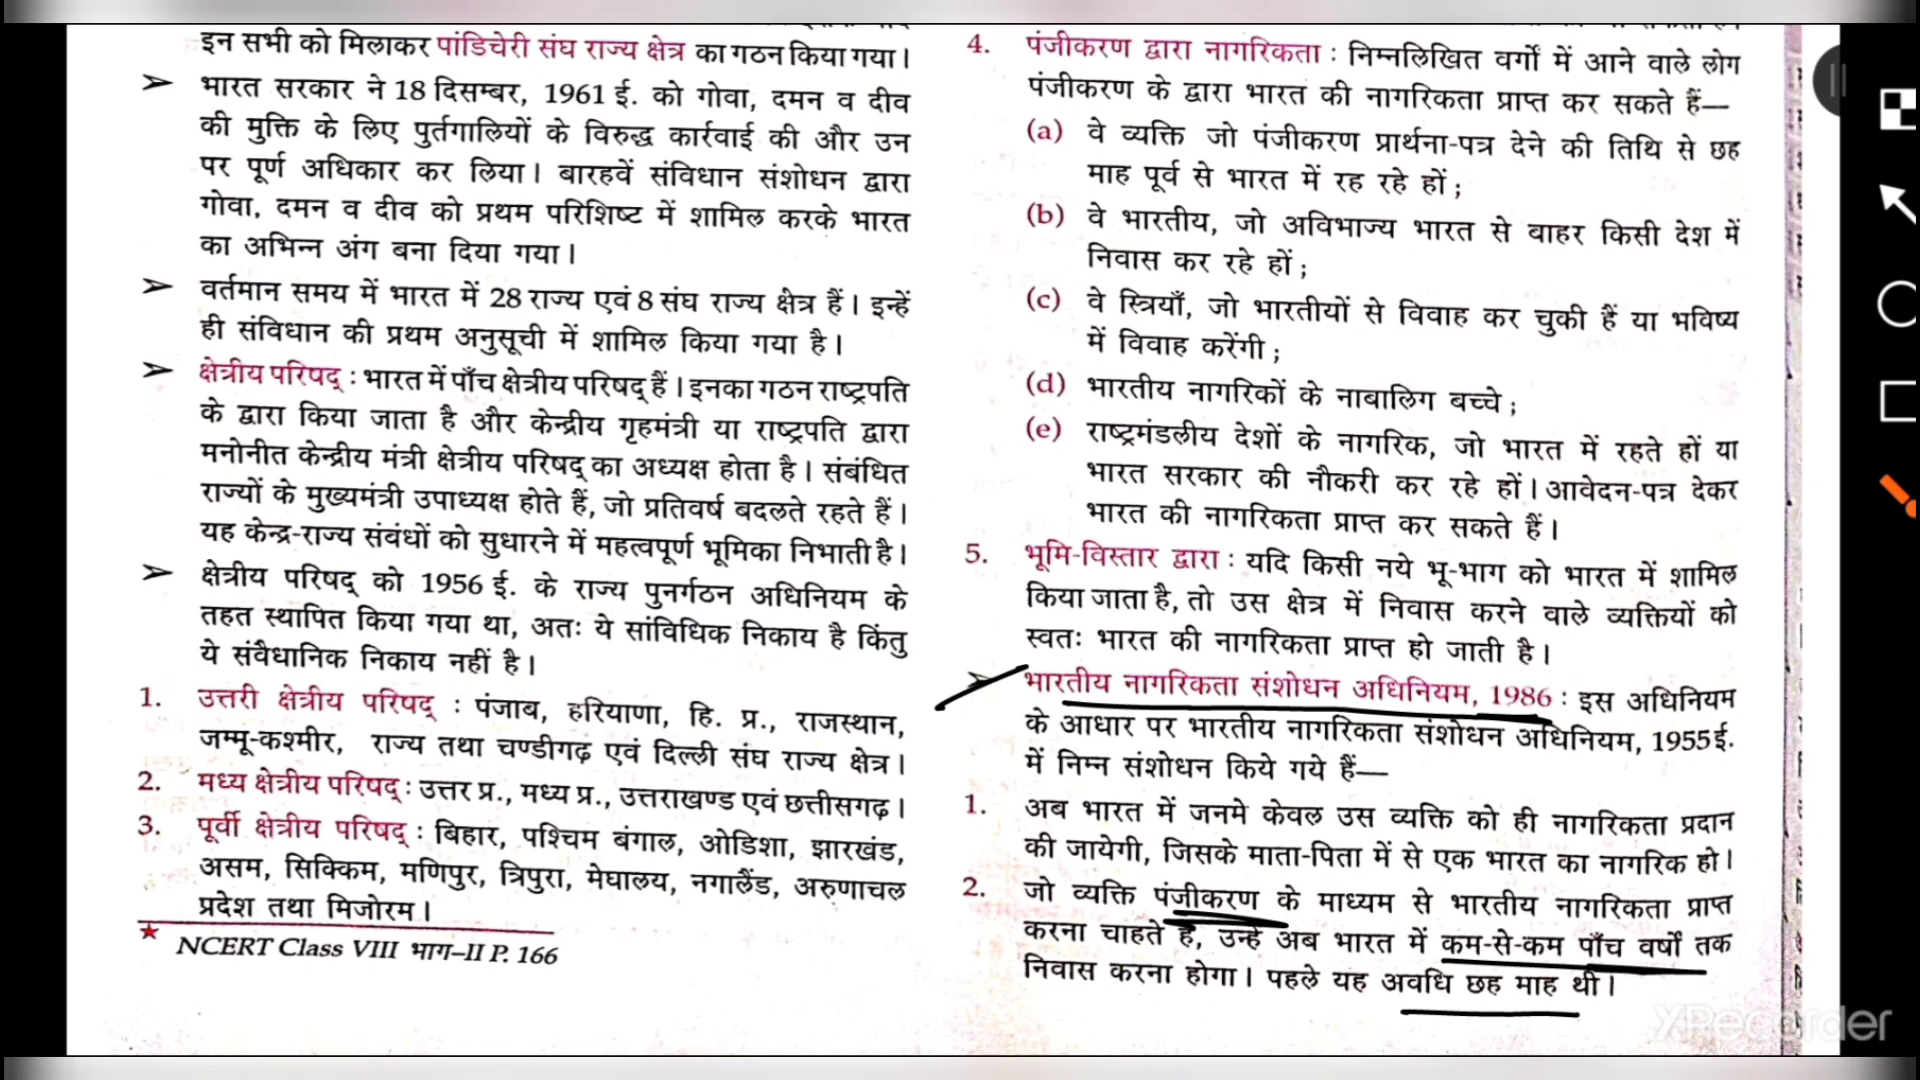 इन सभी को मिलाकर पांडिचेरी संघ राज्य क्षेत्र का गठन किया गया।
➢ भारत सरकार ने 18 दिसम्बर, 1961 ई. को गोवा, दमन व दीव
की मुक्ति के लिए पुर्तगालियों के विरुद्ध कार्रवाई की और उन
पर पूर्ण अधिकार कर लिया। बारहवें संविधान संशोधन द्वारा
गोवा, दमन व दीव को प्रथम परिशिष्ट में शामिल करके भारत
का अभिन्न अंग बना दिया गया।
➢ वर्तमान समय में भारत में 28 राज्य एवं 8 संघ राज्य क्षेत्र हैं। इन्हें
ही संविधान की प्रथम अनुसूची में शामिल किया गया है।
➢ क्षेत्रीय परिषद् : भारत में पाँच क्षेत्रीय परिषद् हैं। इनका गठन राष्ट्रपति
के द्वारा किया जाता है और केन्द्रीय गृहमंत्री या राष्ट्रपति द्वारा
मनोनीत केन्द्रीय मंत्री क्षेत्रीय परिषद् का अध्यक्ष होता है। संबंधित
राज्यों के मुख्यमंत्री उपाध्यक्ष होते हैं, जो प्रतिवर्ष बदलते रहते हैं।
यह केन्द्र-राज्य संबंधों को सुधारने में महत्वपूर्ण भूमिका निभाती है।
➢ क्षेत्रीय परिषद् को 1956 ई. के राज्य पुनर्गठन अधिनियम के
तहत स्थापित किया गया था, अतः ये सांविधिक निकाय है किंतु
ये संवैधानिक निकाय नहीं है।
1. उत्तरी क्षेत्रीय परिषद् : पंजाब, हरियाणा, हि. प्र., राजस्थान,
जम्मू-कश्मीर, राज्य तथा चण्डीगढ़ एवं दिल्ली संघ राज्य क्षेत्र।
2. मध्य क्षेत्रीय परिषद् : उत्तर प्र., मध्य प्र., उत्तराखण्ड एवं छत्तीसगढ़।
3. पूर्वी क्षेत्रीय परिषद् : बिहार, पश्चिम बंगाल, ओडिशा, झारखंड,
असम, सिक्किम, मणिपुर, त्रिपुरा, मेघालय, नगालैंड, अरुणाचल
प्रदेश तथा मिजोरम।
★ NCERT Class VIII भाग–II P. 166
4. पंजीकरण द्वारा नागरिकता : निम्नलिखित वर्गों में आने वाले लोग
पंजीकरण के द्वारा भारत की नागरिकता प्राप्त कर सकते हैं—
(a) वे व्यक्ति जो पंजीकरण प्रार्थना-पत्र देने की तिथि से छह
माह पूर्व से भारत में रह रहे हों;
(b) वे भारतीय, जो अविभाज्य भारत से बाहर किसी देश में
निवास कर रहे हों;
(c) वे स्त्रियाँ, जो भारतीयों से विवाह कर चुकी हैं या भविष्य
में विवाह करेंगी;
(d) भारतीय नागरिकों के नाबालिग बच्चे;
(e) राष्ट्रमंडलीय देशों के नागरिक, जो भारत में रहते हों या
भारत सरकार की नौकरी कर रहे हों। आवेदन-पत्र देकर
भारत की नागरिकता प्राप्त कर सकते हैं।
5. भूमि-विस्तार द्वारा : यदि किसी नये भू-भाग को भारत में शामिल
किया जाता है, तो उस क्षेत्र में निवास करने वाले व्यक्तियों को
स्वतः भारत की नागरिकता प्राप्त हो जाती है।
➢ भारतीय नागरिकता संशोधन अधिनियम, 1986 : इस अधिनियम
के आधार पर भारतीय नागरिकता संशोधन अधिनियम, 1955 ई.
में निम्न संशोधन किये गये हैं—
1. अब भारत में जनमे केवल उस व्यक्ति को ही नागरिकता प्रदान
की जायेगी, जिसके माता-पिता में से एक भारत का नागरिक हो।
2. जो व्यक्ति पंजीकरण के माध्यम से भारतीय नागरिकता प्राप्त
करना चाहते हैं, उन्हें अब भारत में कम-से-कम पाँच वर्षों तक
निवास करना होगा। पहले यह अवधि छह माह थी।
XRecorder